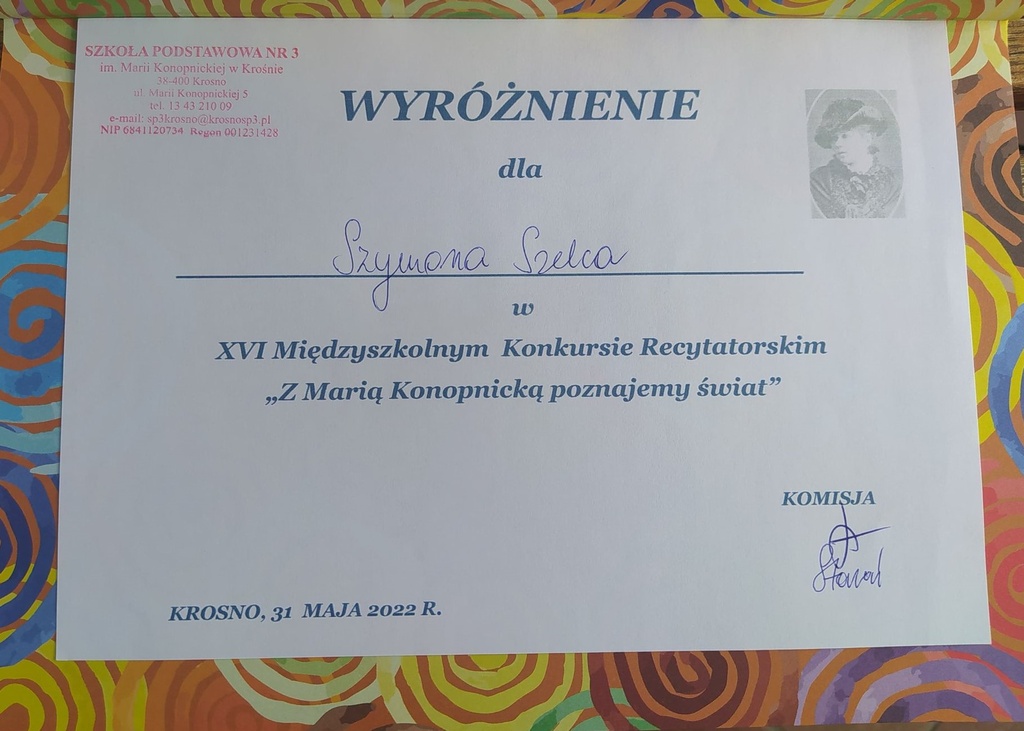 SZKOŁA PODSTAWOWA NR 3
im. Marii Konopnickiej w Krośnie
38-400 Krosno
ul. Marii Konopnickiej 5
tel. 13 43 210 09
e-mail: sp3krosno@krosnosp3.pl
NIP 6841120734 Regon 001231428
WYRÓŻNIENIE
dla
Szymona Szelca
w
XVI Międzyszkolnym Konkursie Recytatorskim
„Z Marią Konopnicką poznajemy świat”
KOMISJA
KROSNO, 31 MAJA 2022 R.